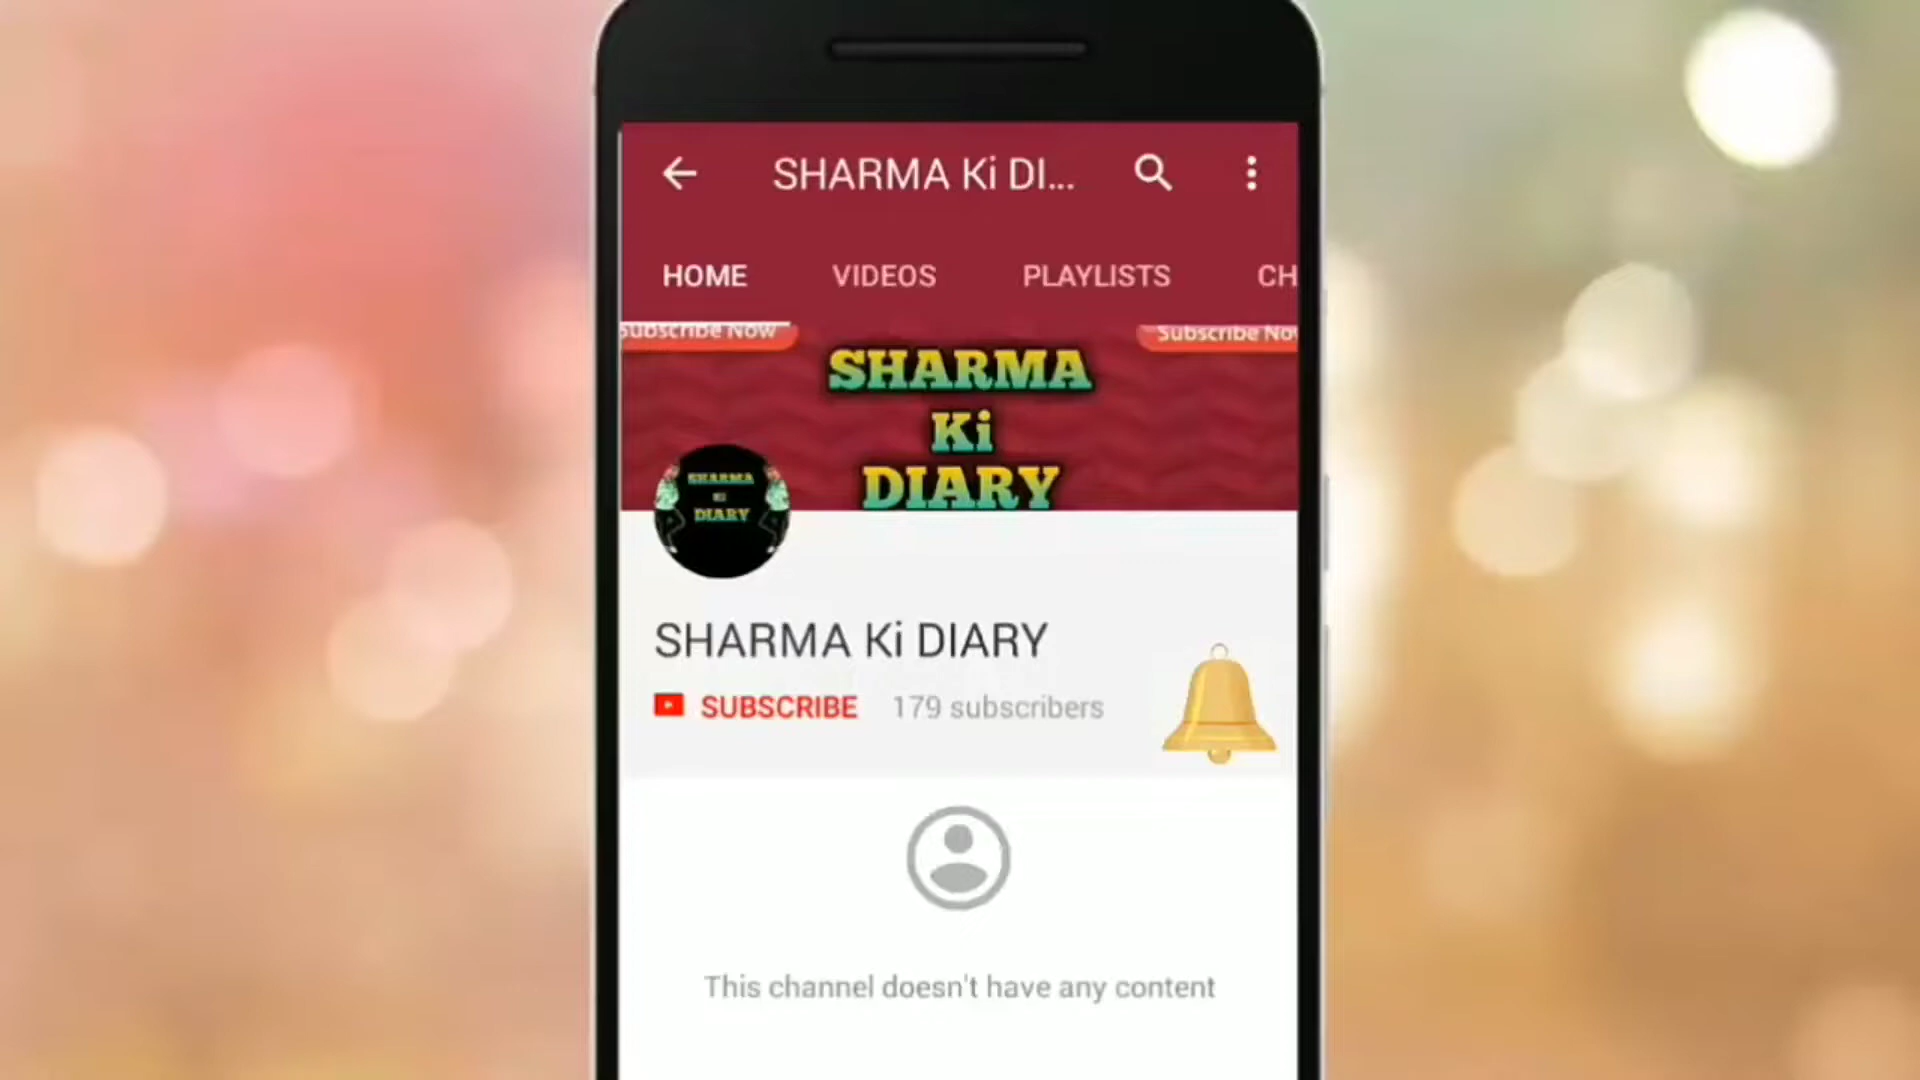 SHARMA Ki DI...
HOME VIDEOS PLAYLISTS CH
Subscribe Now
Subscribe Nov
SHARMA
Ki
DIARY
SHARMA
Ki
DIARY
SHARMA Ki DIARY
SUBSCRIBE 179 subscribers
This channel doesn't have any content